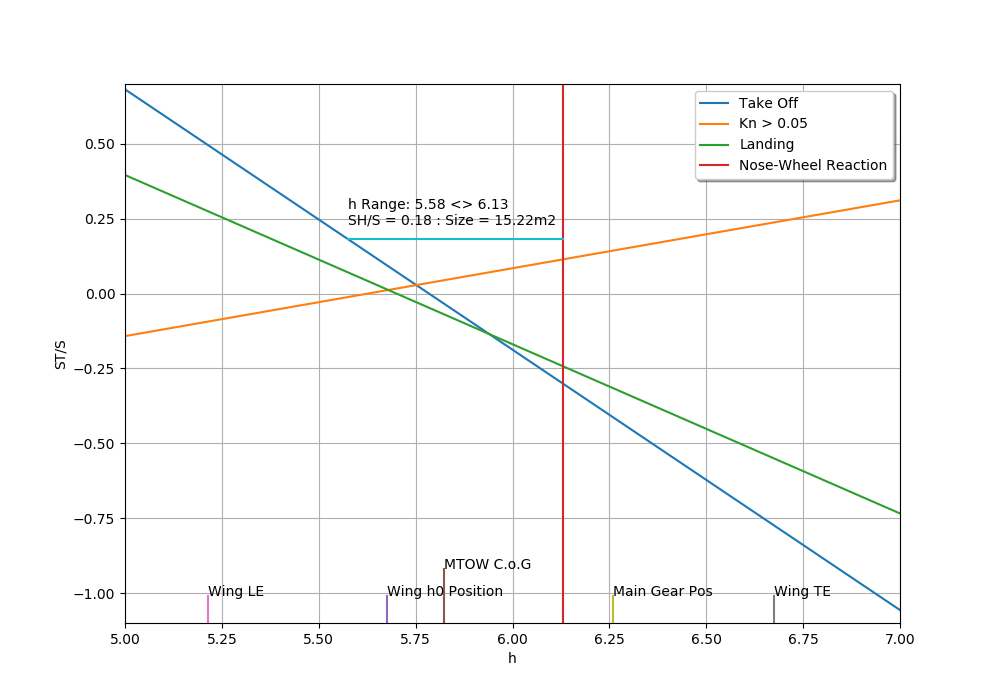 Take Off
Kn > 0.05
Landing
Nose-Wheel Reaction
h Range: 5.58 <> 6.13
SH/S = 0.18 : Size = 15.22m2
0.50
0.25
0.00
−0.25
−0.50
−0.75
−1.00
ST/S
MTOW C.o.G
Wing LE
Wing h0 Position
Main Gear Pos
Wing TE
5.00 5.25 5.50 5.75 6.00 6.25 6.50 6.75 7.00
h